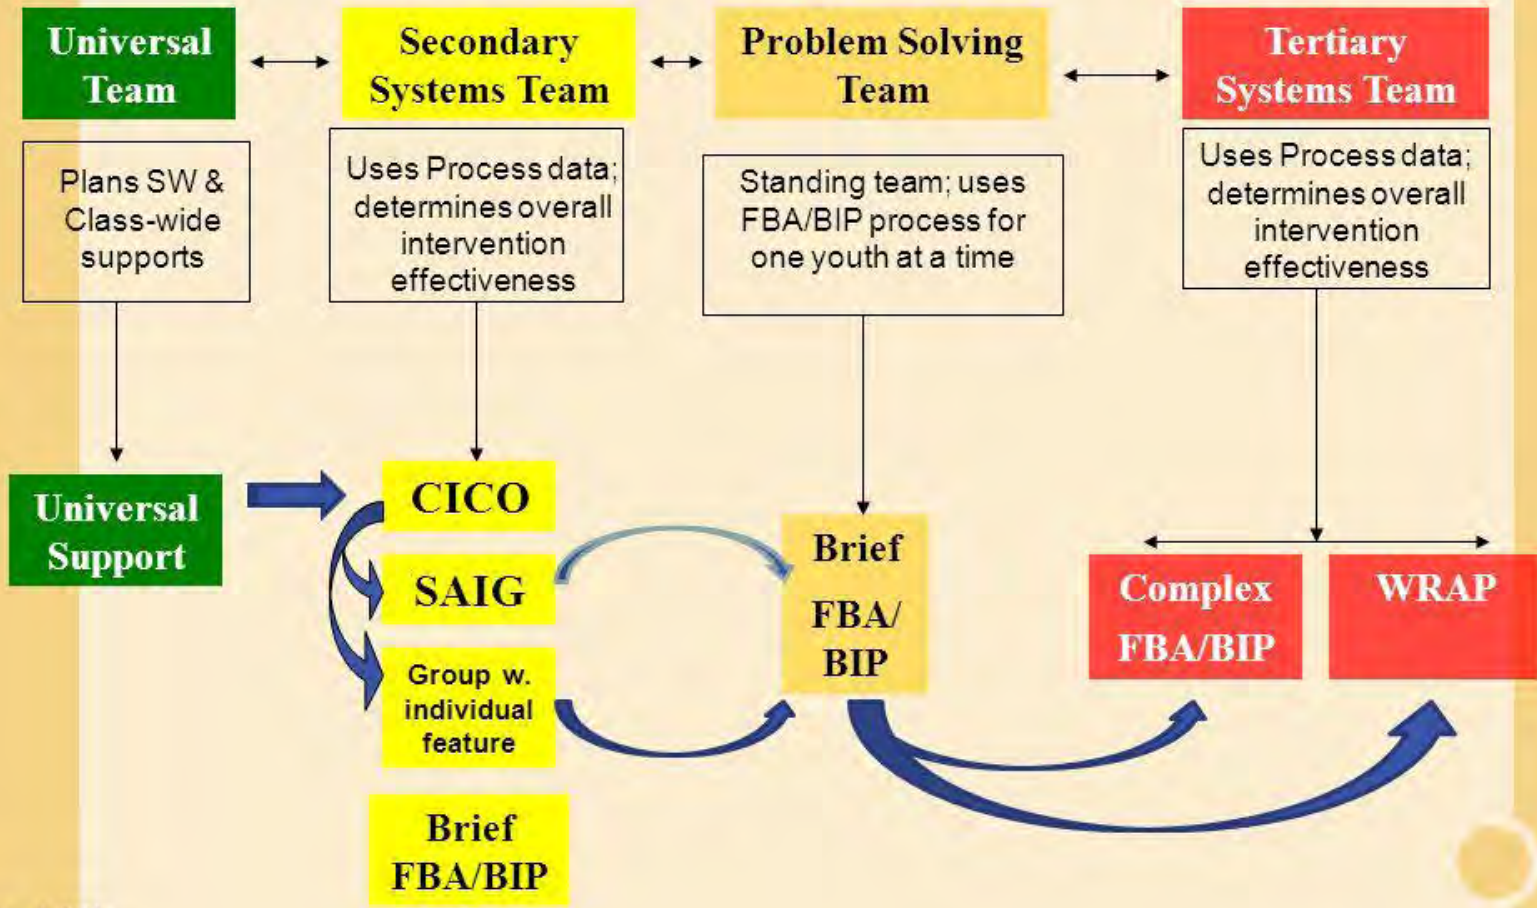 Universal
Team
Secondary
Systems Team
Problem Solving
Team
Tertiary
Systems Team
Plans SW &
Class-wide
supports
Uses Process data;
determines overall
intervention
effectiveness
Standing team; uses
FBA/BIP process for
one youth at a time
Uses Process data;
determines overall
intervention
effectiveness
Universal
Support
CICO
SAIG
Group w.
individual
feature
Brief
FBA/BIP
Brief
FBA/
BIP
Complex
FBA/BIP
WRAP